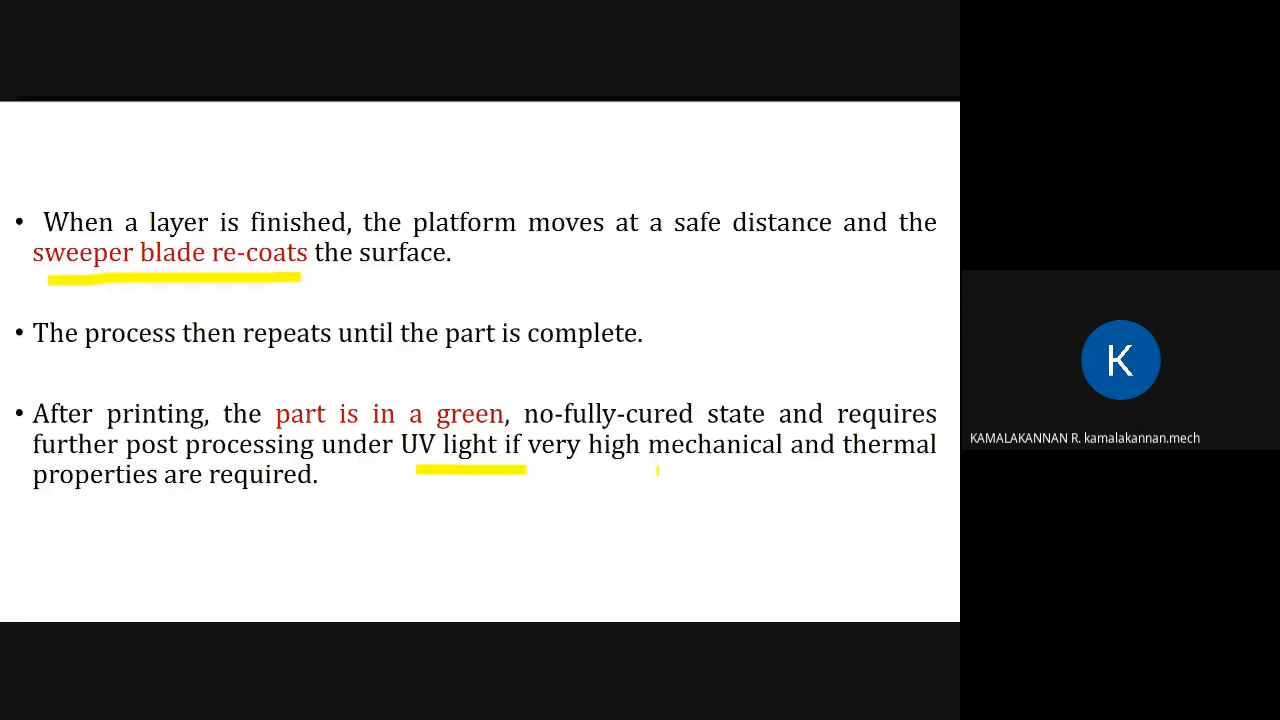 • When a layer is finished, the platform moves at a safe distance and the
sweeper blade re-coats the surface.
• The process then repeats until the part is complete.
• After printing, the part is in a green, no-fully-cured state and requires
further post processing under UV light if very high mechanical and thermal
properties are required.
K
KAMALAKANNAN R. kamalakannan.mech